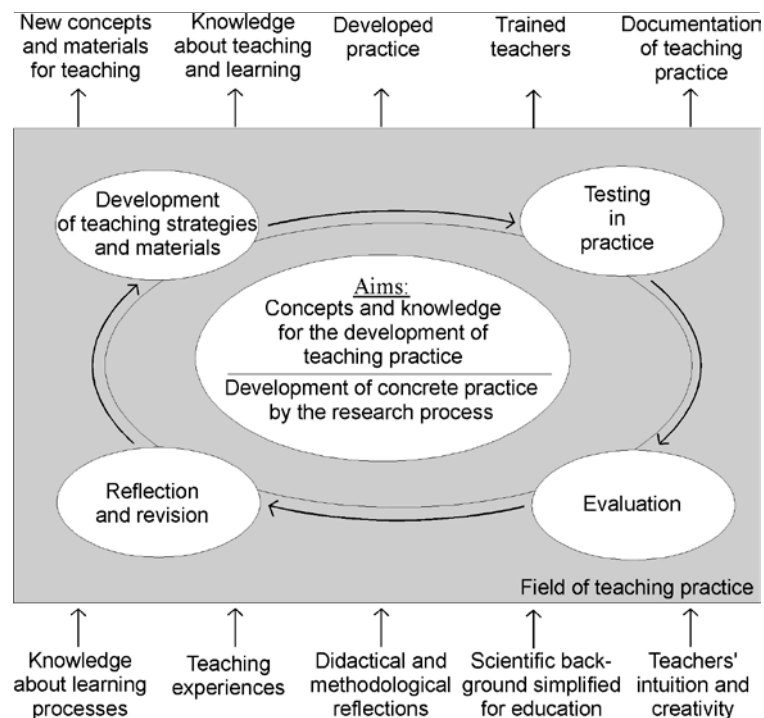 New concepts
and materials
for teaching
Knowledge
about teaching
and learning
Developed
practice
Trained
teachers
Documentation
of teaching
practice
Development
of teaching strategies
and materials
Testing
in
practice
Aims:
Concepts and knowledge
for the development of
teaching practice
Development of concrete practice
by the research process
Reflection
and revision
Evaluation
Field of teaching practice
Knowledge
about learning
processes
Teaching
experiences
Didactical and
methodological
reflections
Scientific back-
ground simplified
for education
Teachers'
intuition and
creativity